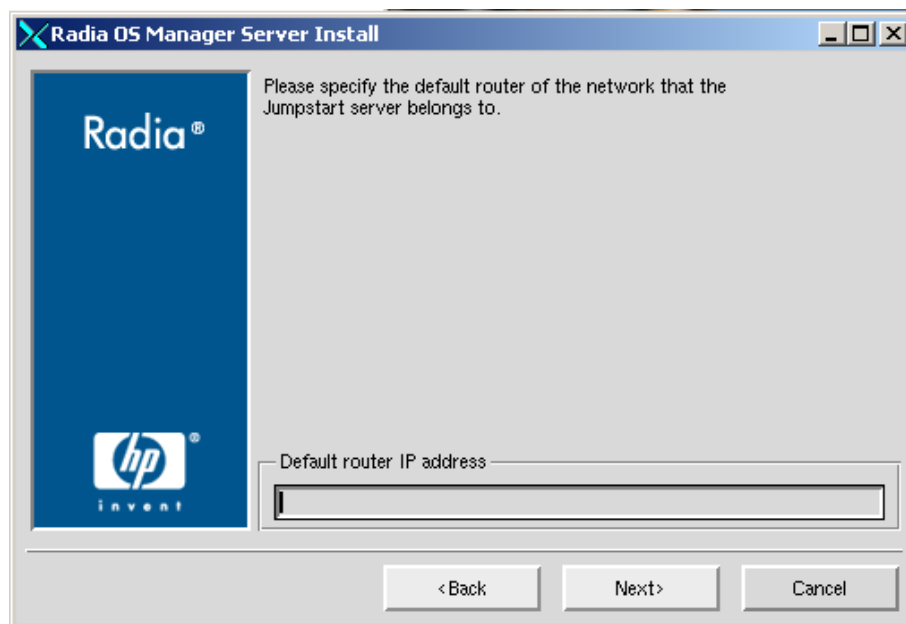 Radia OS Manager Server Install
Please specify the default router of the network that the
Jumpstart server belongs to.
Radia®
hp®
invent
Default router IP address
<Back
Next>
Cancel